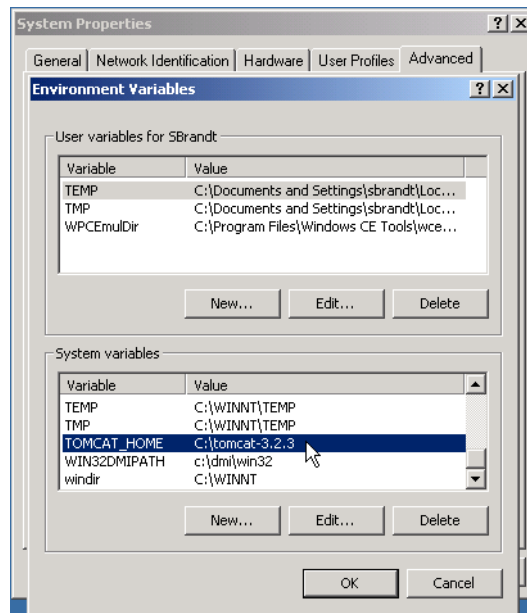 System Properties
General Network Identification Hardware User Profiles Advanced
Environment Variables
User variables for SBrandt
Variable Value
TEMP C:\Documents and Settings\sbrandt\Loc...
TMP C:\Documents and Settings\sbrandt\Loc...
WPCEmulDir C:\Program Files\Windows CE Tools\wce...
New... Edit... Delete
System variables
Variable Value
TEMP C:\WINNT\TEMP
TMP C:\WINNT\TEMP
TOMCAT_HOME C:\tomcat-3.2.3
WIN32DMIPATH c:\dmi\win32
windir C:\WINNT
New... Edit... Delete
OK Cancel